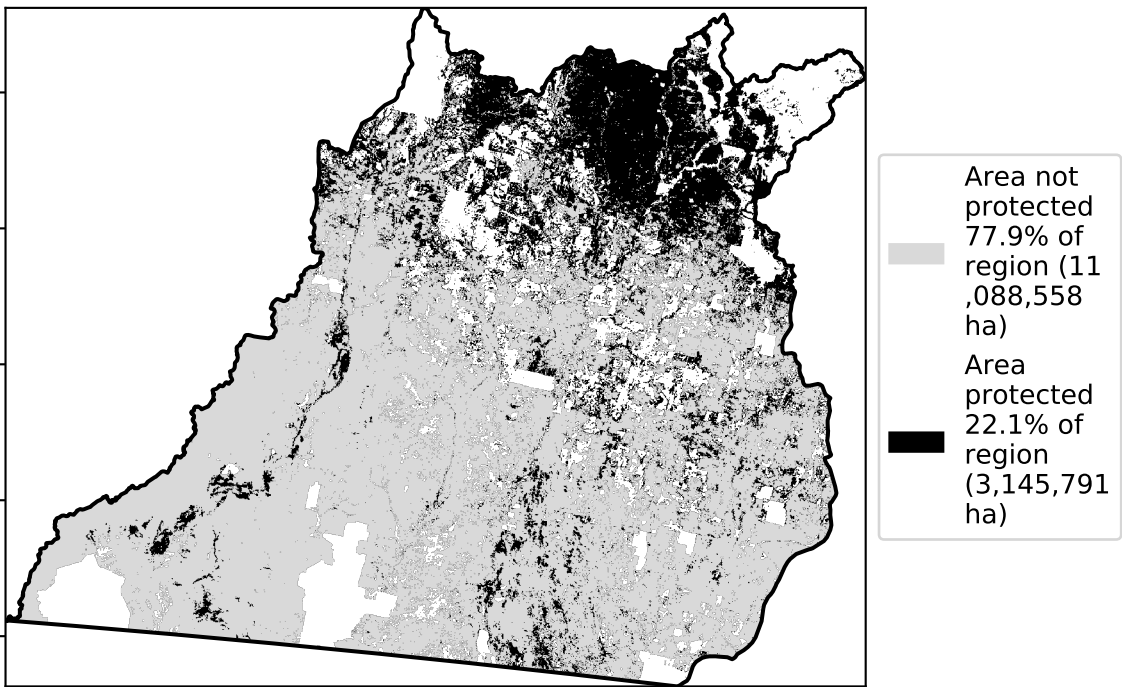 Area not
protected
77.9% of
region (11
,088,558
ha)
Area
protected
22.1% of
region
(3,145,791
ha)